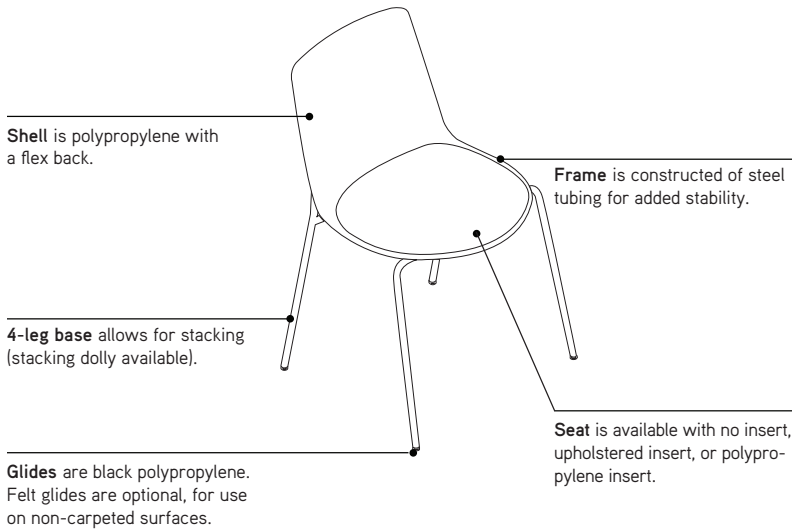 Shell is polypropylene with
a flex back.
Frame is constructed of steel
tubing for added stability.
4-leg base allows for stacking
(stacking dolly available).
Seat is available with no insert,
upholstered insert, or polypro-
pylene insert.
Glides are black polypropylene.
Felt glides are optional, for use
on non-carpeted surfaces.